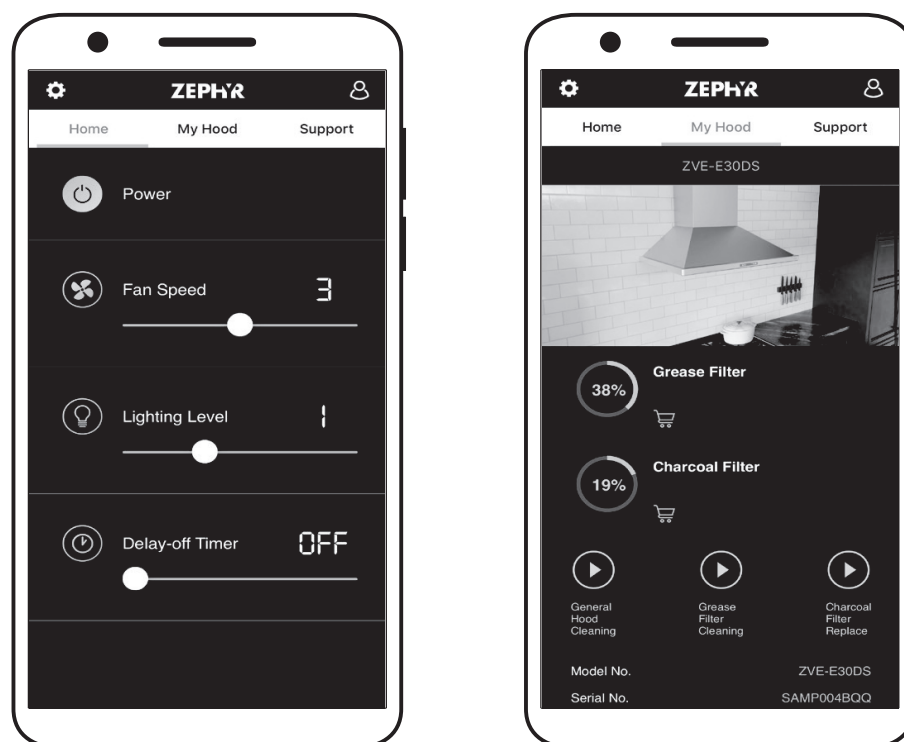 ZEPHYR
Home My Hood Support
Power
Fan Speed 3
Lighting Level 1
Delay-off Timer OFF
ZEPHYR
Home My Hood Support
ZVE-E30DS
38% Grease Filter
19% Charcoal Filter
General
Hood
Cleaning
Grease
Filter
Cleaning
Charcoal
Filter
Replace
Model No. ZVE-E30DS
Serial No. SAMP004BQQ